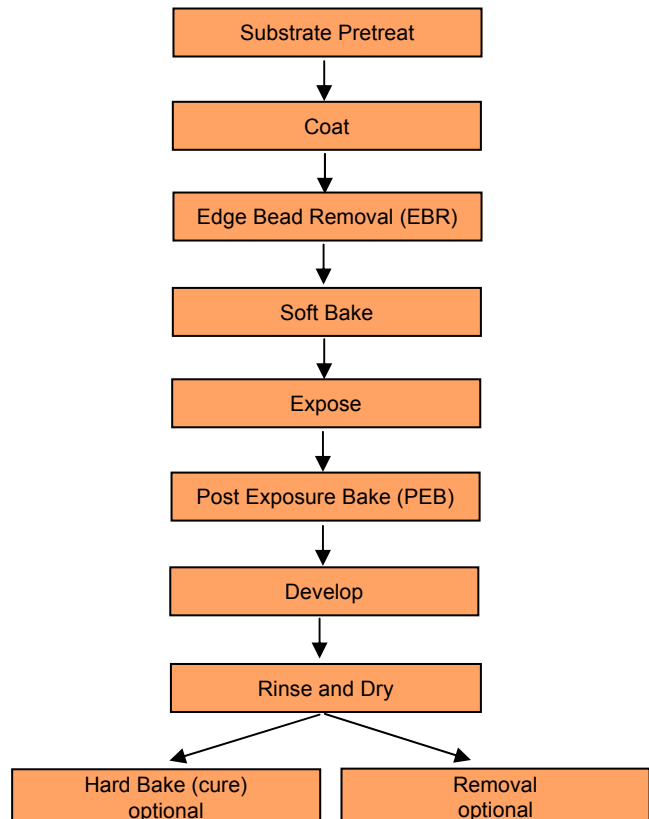 Substrate Pretreat
Coat
Edge Bead Removal (EBR)
Soft Bake
Expose
Post Exposure Bake (PEB)
Develop
Rinse and Dry
Hard Bake (cure)
optional
Removal
optional